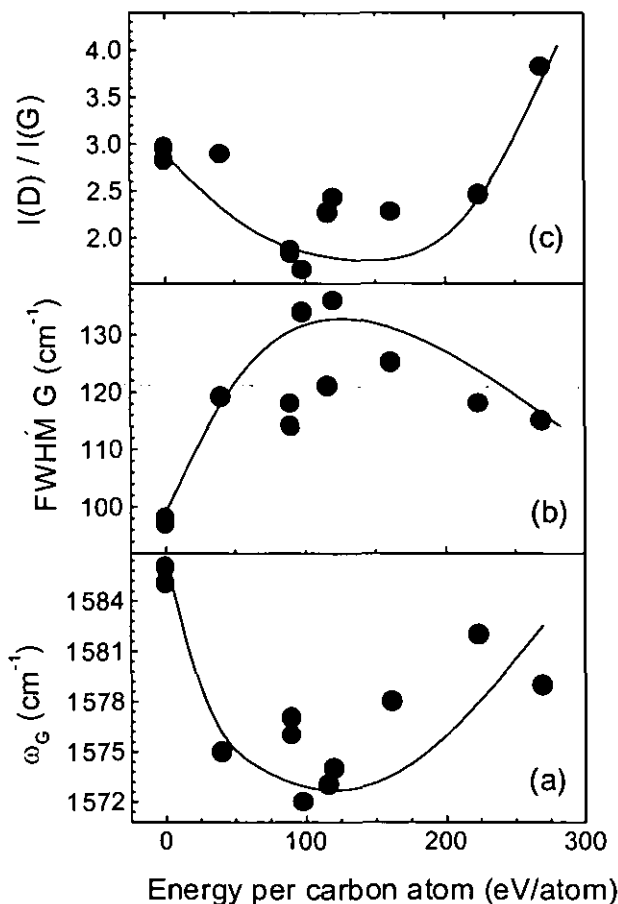 4.0
3.5
3.0
2.5
2.0
I(D) / I(G)
(c)
130
120
110
100
FWHM G (cm⁻¹)
(b)
1584
1581
1578
1575
1572
ω_G (cm⁻¹)
(a)
0 100 200 300
Energy per carbon atom (eV/atom)